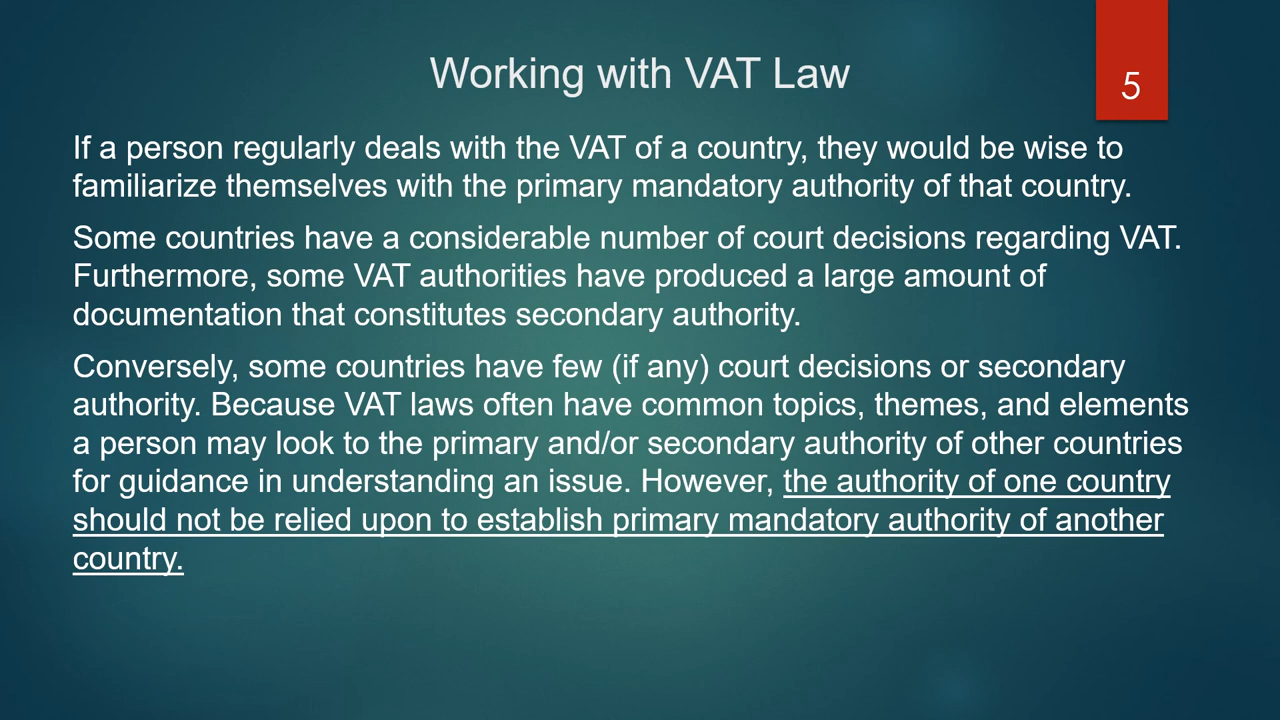 Working with VAT Law
5
If a person regularly deals with the VAT of a country, they would be wise to
familiarize themselves with the primary mandatory authority of that country.
Some countries have a considerable number of court decisions regarding VAT.
Furthermore, some VAT authorities have produced a large amount of
documentation that constitutes secondary authority.
Conversely, some countries have few (if any) court decisions or secondary
authority. Because VAT laws often have common topics, themes, and elements
a person may look to the primary and/or secondary authority of other countries
for guidance in understanding an issue. However, the authority of one country
should not be relied upon to establish primary mandatory authority of another
country.